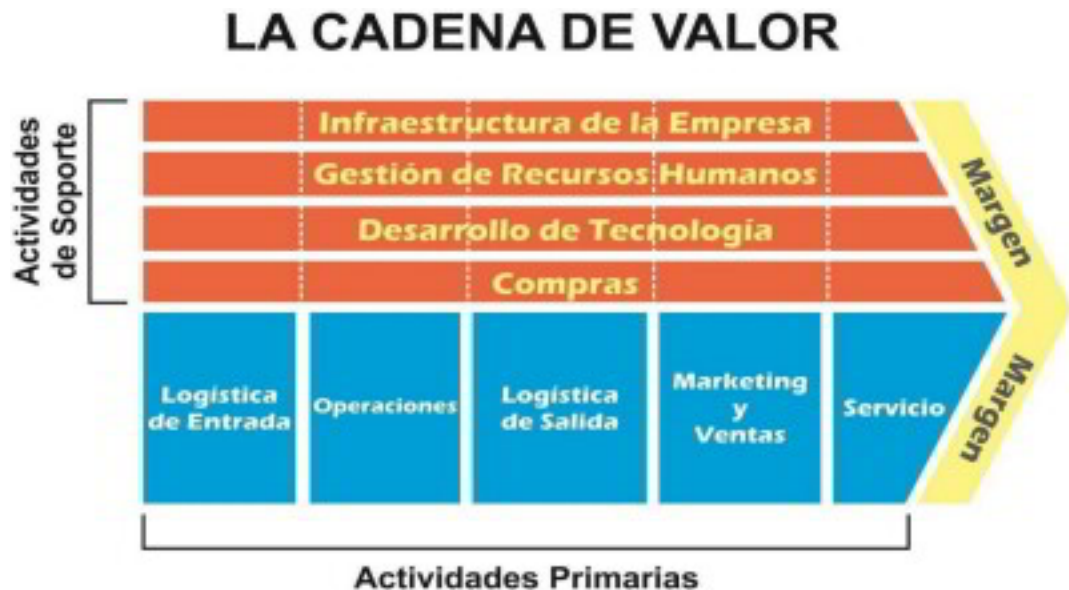 LA CADENA DE VALOR
Actividades
de Soporte
Infraestructura de la Empresa
Gestión de Recursos Humanos
Desarrollo de Tecnología
Compras
Margen
Logística
de Entrada
Operaciones
Logística
de Salida
Marketing
y
Ventas
Servicio
Margen
Actividades Primarias